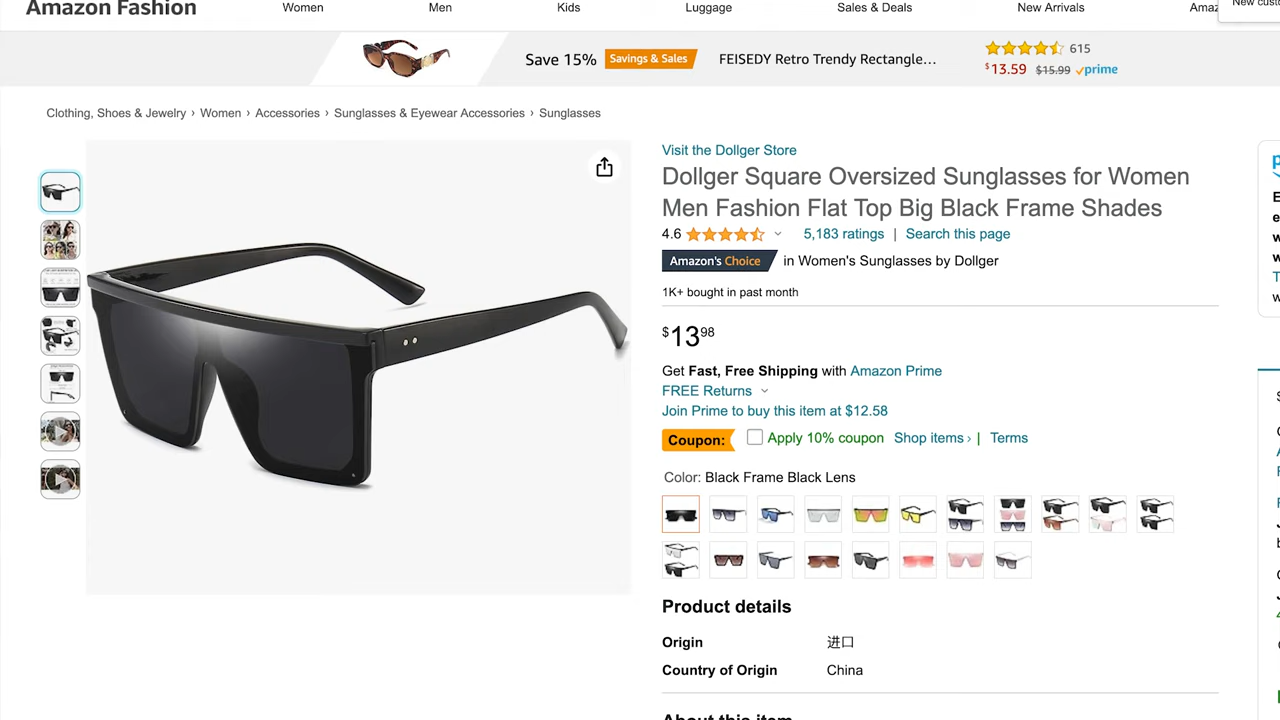 Amazon Fashion
Women
Men
Kids
Luggage
Sales & Deals
New Arrivals
Save 15%
Savings & Sales
FEISEDY Retro Trendy Rectangle…
615
$13.59 $15.99 prime
Clothing, Shoes & Jewelry › Women › Accessories › Sunglasses & Eyewear Accessories › Sunglasses
Visit the Dollger Store
Dollger Square Oversized Sunglasses for Women
Men Fashion Flat Top Big Black Frame Shades
4.6 5,183 ratings | Search this page
Amazon's Choice in Women's Sunglasses by Dollger
1K+ bought in past month
$13 98
Get Fast, Free Shipping with Amazon Prime
FREE Returns
Join Prime to buy this item at $12.58
Coupon: Apply 10% coupon Shop items › | Terms
Color: Black Frame Black Lens
Product details
Origin 进口
Country of Origin China
About this item